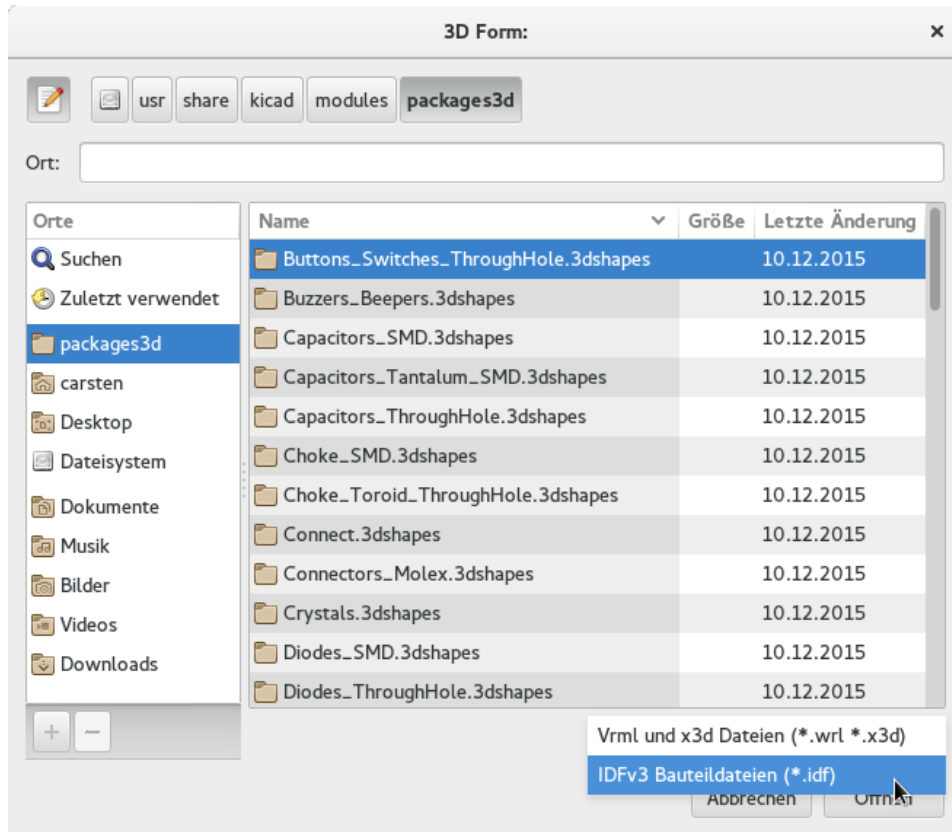 3D Form:
usr share kicad modules packages3d
Ort:
Orte
Suchen
Zuletzt verwendet
packages3d
carsten
Desktop
Dateisystem
Dokumente
Musik
Bilder
Videos
Downloads
Name Größe Letzte Änderung
Buttons_Switches_ThroughHole.3dshapes 10.12.2015
Buzzers_Beepers.3dshapes 10.12.2015
Capacitors_SMD.3dshapes 10.12.2015
Capacitors_Tantalum_SMD.3dshapes 10.12.2015
Capacitors_ThroughHole.3dshapes 10.12.2015
Choke_SMD.3dshapes 10.12.2015
Choke_Toroid_ThroughHole.3dshapes 10.12.2015
Connect.3dshapes 10.12.2015
Connectors_Molex.3dshapes 10.12.2015
Crystals.3dshapes 10.12.2015
Diodes_SMD.3dshapes 10.12.2015
Diodes_ThroughHole.3dshapes 10.12.2015
Vrml und x3d Dateien (*.wrl *.x3d)
IDFv3 Bauteildateien (*.idf)
Abbrechen Öffnen